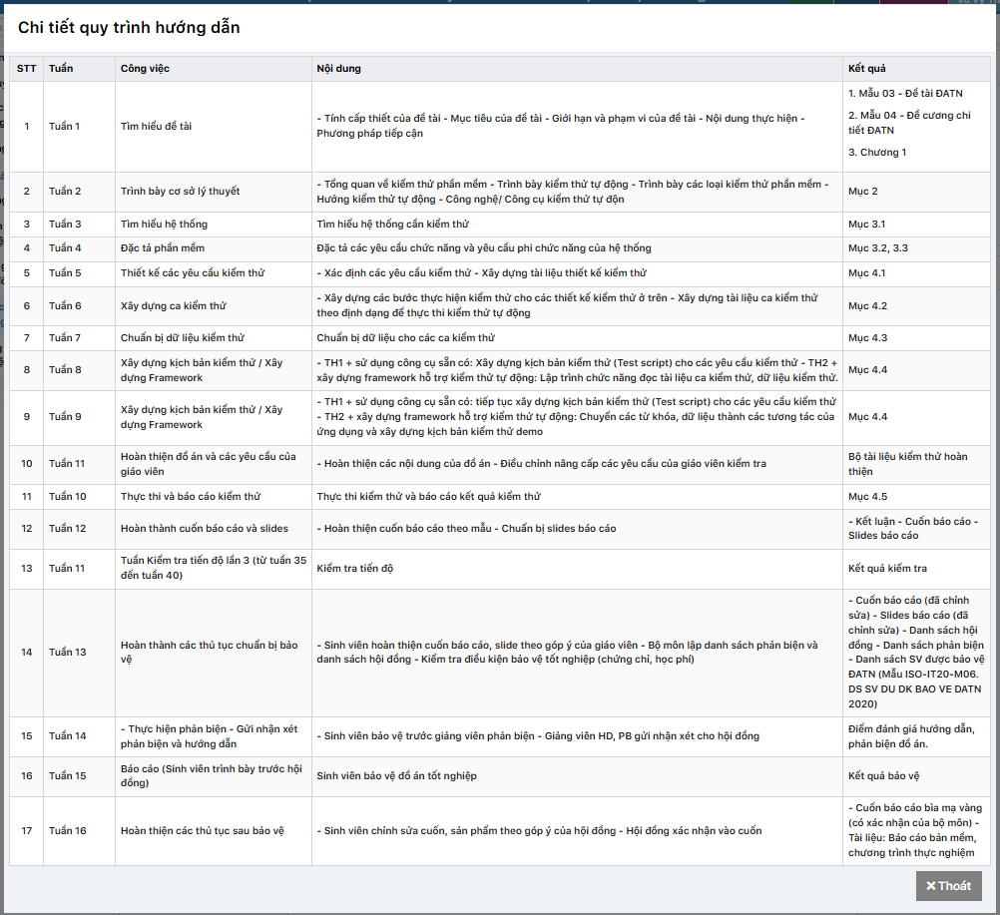 Chi tiết quy trình hướng dẫn
STT Tuần Công việc Nội dung Kết quả
1 Tuần 1 Tìm hiểu đề tài
- Tính cấp thiết của đề tài - Mục tiêu của đề tài - Giới hạn và phạm vi của đề tài - Nội dung thực hiện -
Phương pháp tiếp cận
1. Mẫu 03 - Đề tài ĐATN
2. Mẫu 04 - Đề cương chi
tiết ĐATN
3. Chương 1
2 Tuần 2 Trình bày cơ sở lý thuyết
- Tổng quan về kiểm thử phần mềm - Trình bày kiểm thử tự động - Trình bày các loại kiểm thử phần mềm -
Hướng kiểm thử tự động - Công nghệ/ Công cụ kiểm thử tự độn
Mục 2
3 Tuần 3 Tìm hiểu hệ thống Tìm hiểu hệ thống cần kiểm thử Mục 3.1
4 Tuần 4 Đặc tả phần mềm Đặc tả các yêu cầu chức năng và yêu cầu phi chức năng của hệ thống Mục 3.2, 3.3
5 Tuần 5 Thiết kế các yêu cầu kiểm thử - Xác định các yêu cầu kiểm thử - Xây dựng tài liệu thiết kế kiểm thử Mục 4.1
6 Tuần 6 Xây dựng ca kiểm thử
- Xây dựng các bước thực hiện kiểm thử cho các thiết kế kiểm thử ở trên - Xây dựng tài liệu ca kiểm thử
theo định dạng để thực thi kiểm thử tự động
Mục 4.2
7 Tuần 7 Chuẩn bị dữ liệu kiểm thử Chuẩn bị dữ liệu cho các ca kiểm thử Mục 4.3
8 Tuần 8
Xây dựng kịch bản kiểm thử / Xây
dựng Framework
- TH1 + sử dụng công cụ sẵn có: Xây dựng kịch bản kiểm thử (Test script) cho các yêu cầu kiểm thử - TH2 +
xây dựng framework hỗ trợ kiểm thử tự động: Lập trình chức năng đọc tài liệu ca kiểm thử, dữ liệu kiểm thử.
Mục 4.4
9 Tuần 9
Xây dựng kịch bản kiểm thử / Xây
dựng Framework
- TH1 + sử dụng công cụ sẵn có: tiếp tục xây dựng kịch bản kiểm thử (Test script) cho các yêu cầu kiểm thử
- TH2 + xây dựng framework hỗ trợ kiểm thử tự động: Chuyển các từ khóa, dữ liệu thành các tương tác của
ứng dụng và xây dựng kịch bản kiểm thử demo
Mục 4.4
10 Tuần 11
Hoàn thiện đồ án và các yêu cầu của
giáo viên
- Hoàn thiện các nội dung của đồ án - Điều chỉnh nâng cấp các yêu cầu của giáo viên kiểm tra
Bộ tài liệu kiểm thử hoàn
thiện
11 Tuần 10 Thực thi và báo cáo kiểm thử Thực thi kiểm thử và báo cáo kết quả kiểm thử Mục 4.5
12 Tuần 12 Hoàn thành cuốn báo cáo và slides - Hoàn thiện cuốn báo cáo theo mẫu - Chuẩn bị slides báo cáo
- Kết luận - Cuốn báo cáo -
Slides báo cáo
13 Tuần 11
Tuần Kiểm tra tiến độ lần 3 (từ tuần 35
đến tuần 40)
Kiểm tra tiến độ Kết quả kiểm tra
14 Tuần 13
Hoàn thành các thủ tục chuẩn bị bảo
vệ
- Sinh viên hoàn thiện cuốn báo cáo, slide theo góp ý của giáo viên - Bộ môn lập danh sách phản biện và
danh sách hội đồng - Kiểm tra điều kiện bảo vệ tốt nghiệp (chứng chỉ, học phí)
- Cuốn báo cáo (đã chỉnh
sửa) - Slides báo cáo (đã
chỉnh sửa) - Danh sách hội
đồng - Danh sách phản biện
- Danh sách SV được bảo vệ
ĐATN (Mẫu ISO-IT20-M06.
DS SV DU DK BAO VE DATN
2020)
15 Tuần 14
- Thực hiện phản biện - Gửi nhận xét
phản biện và hướng dẫn
- Sinh viên bảo vệ trước giảng viên phản biện - Giảng viên HD, PB gửi nhận xét cho hội đồng
Điểm đánh giá hướng dẫn,
phản biện đồ án.
16 Tuần 15
Báo cáo (Sinh viên trình bày trước hội
đồng)
Sinh viên bảo vệ đồ án tốt nghiệp Kết quả bảo vệ
17 Tuần 16 Hoàn thiện các thủ tục sau bảo vệ - Sinh viên chỉnh sửa cuốn, sản phẩm theo góp ý của hội đồng - Hội đồng xác nhận vào cuốn
- Cuốn báo cáo bìa mạ vàng
(có xác nhận của bộ môn) -
Tài liệu: Báo cáo bản mềm,
chương trình thực nghiệm
Thoát